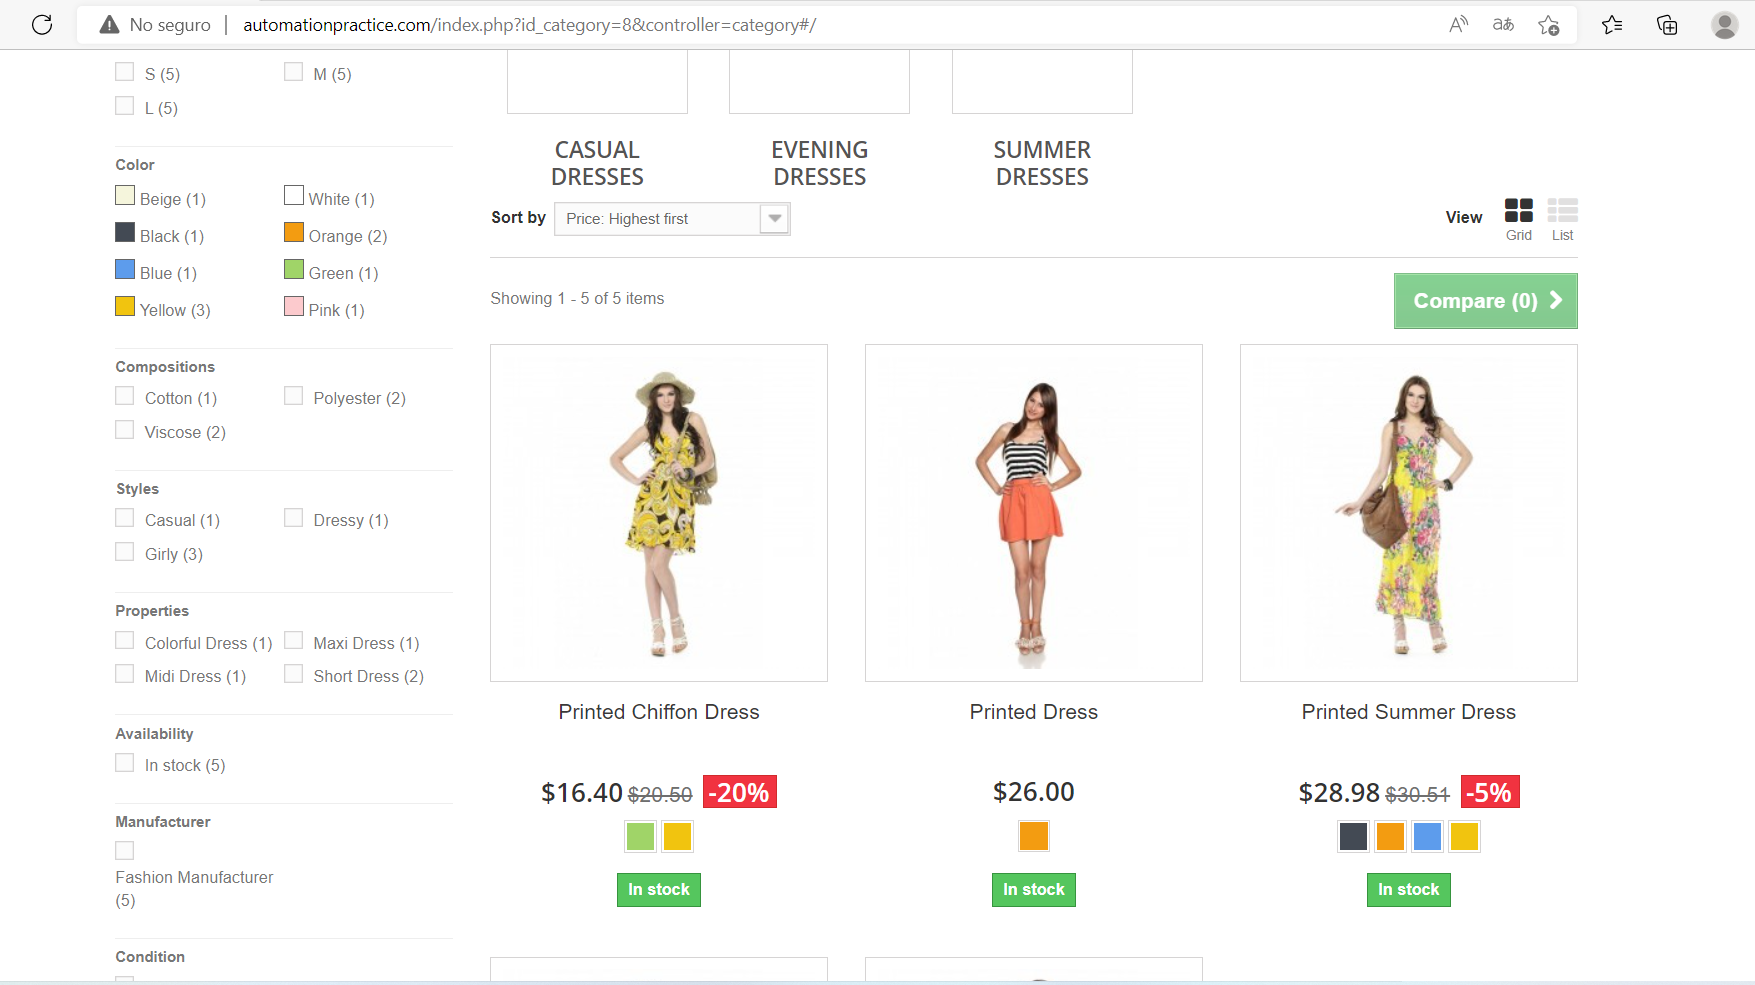 No seguro | automationpractice.com/index.php?id_category=8&controller=category#/
S (5) M (5)
L (5)
Color
Beige (1) White (1)
Black (1) Orange (2)
Blue (1) Green (1)
Yellow (3) Pink (1)
Compositions
Cotton (1) Polyester (2)
Viscose (2)
Styles
Casual (1) Dressy (1)
Girly (3)
Properties
Colorful Dress (1) Maxi Dress (1)
Midi Dress (1) Short Dress (2)
Availability
In stock (5)
Manufacturer
Fashion Manufacturer
(5)
Condition
CASUAL
DRESSES
EVENING
DRESSES
SUMMER
DRESSES
Sort by Price: Highest first
View Grid List
Showing 1 - 5 of 5 items
Compare (0)
Printed Chiffon Dress
$16.40 $20.50 -20%
In stock
Printed Dress
$26.00
In stock
Printed Summer Dress
$28.98 $30.51 -5%
In stock